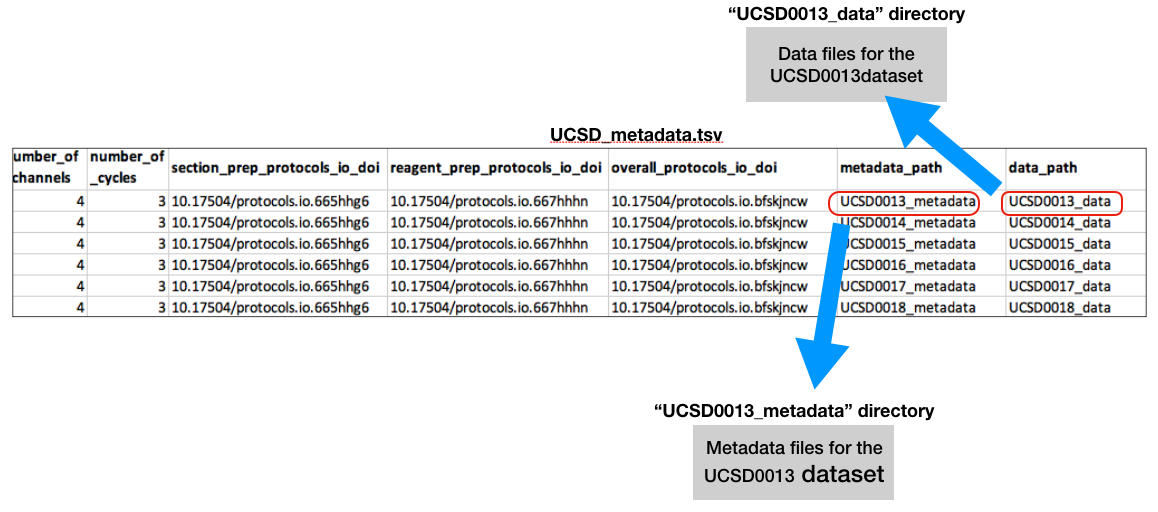 “UCSD0013_data” directory
Data files for the
UCSD0013dataset
UCSD_metadata.tsv
umber_of channels number_of _cycles section_prep_protocols_io_doi reagent_prep_protocols_io_doi overall_protocols_io_doi metadata_path data_path
4 3 10.17504/protocols.io.665hhg6 10.17504/protocols.io.667hhhn 10.17504/protocols.io.bfskjncw UCSD0013_metadata UCSD0013_data
4 3 10.17504/protocols.io.665hhg6 10.17504/protocols.io.667hhhn 10.17504/protocols.io.bfskjncw UCSD0014_metadata UCSD0014_data
4 3 10.17504/protocols.io.665hhg6 10.17504/protocols.io.667hhhn 10.17504/protocols.io.bfskjncw UCSD0015_metadata UCSD0015_data
4 3 10.17504/protocols.io.665hhg6 10.17504/protocols.io.667hhhn 10.17504/protocols.io.bfskjncw UCSD0016_metadata UCSD0016_data
4 3 10.17504/protocols.io.665hhg6 10.17504/protocols.io.667hhhn 10.17504/protocols.io.bfskjncw UCSD0017_metadata UCSD0017_data
4 3 10.17504/protocols.io.665hhg6 10.17504/protocols.io.667hhhn 10.17504/protocols.io.bfskjncw UCSD0018_metadata UCSD0018_data
“UCSD0013_metadata” directory
Metadata files for the
UCSD0013 dataset